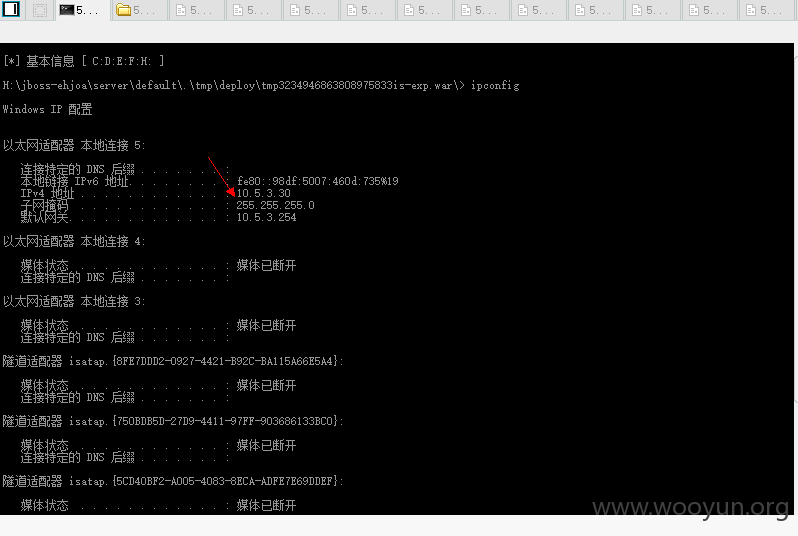 5... 5... 5... 5... 5... 5... 5... 5... 5... 5... 5... 5... 5...
[*] 基本信息 [ C:D:E:F:H: ]
H:\jboss-ehjoa\server\default\.\tmp\deploy\tmp3234946863808975833is-exp.war\> ipconfig
Windows IP 配置
以太网适配器 本地连接 5:
连接特定的 DNS 后缀 . . . . . . . :
本地链接 IPv6 地址. . . . . . . . : fe80::98df:5007:460d:735%19
IPv4 地址 . . . . . . . . . . . . : 10.5.3.30
子网掩码 . . . . . . . . . . . . : 255.255.255.0
默认网关. . . . . . . . . . . . . : 10.5.3.254
以太网适配器 本地连接 4:
媒体状态 . . . . . . . . . . . . : 媒体已断开
连接特定的 DNS 后缀 . . . . . . . :
以太网适配器 本地连接 3:
媒体状态 . . . . . . . . . . . . : 媒体已断开
连接特定的 DNS 后缀 . . . . . . . :
隧道适配器 isatap.{8FE7DDD2-0927-4421-B92C-BA115A66E5A4}:
媒体状态 . . . . . . . . . . . . : 媒体已断开
连接特定的 DNS 后缀 . . . . . . . :
隧道适配器 isatap.{750BDB5D-27D9-4411-97FF-903686133BC0}:
媒体状态 . . . . . . . . . . . . : 媒体已断开
连接特定的 DNS 后缀 . . . . . . . :
隧道适配器 isatap.{5CD40BF2-A005-4083-8ECA-ADFE7E69DDEF}:
媒体状态 . . . . . . . . . . . . : 媒体已断开
www.wooyun.org